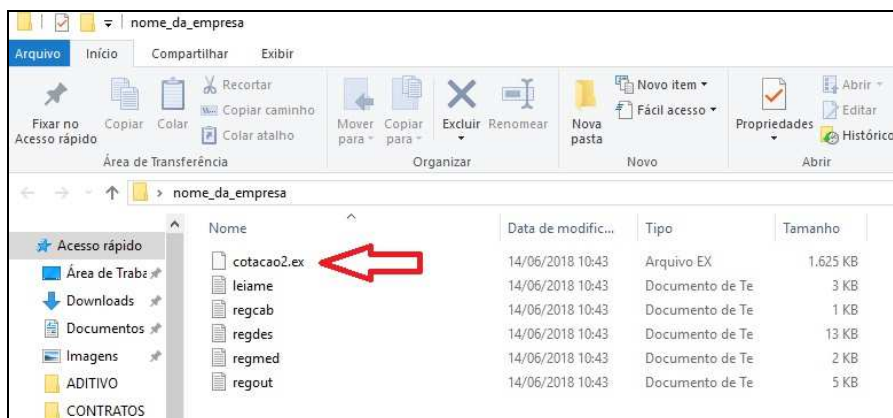 nome_da_empresa
Arquivo Início Compartilhar Exibir
Fixar no Acesso rápido
Copiar
Colar
Recortar
Copiar caminho
Colar atalho
Área de Transferência
Mover para
Copiar para
Excluir
Renomear
Organizar
Nova pasta
Novo item
Fácil acesso
Novo
Propriedades
Abrir
Editar
Histórico
Abrir
nome_da_empresa
Nome Data de modific... Tipo Tamanho
Acesso rápido
Área de Traba
Downloads
Documentos
Imagens
ADITIVO
CONTRATOS
cotacao2.ex 14/06/2018 10:43 Arquivo EX 1.625 KB
leiame 14/06/2018 10:43 Documento de Te 3 KB
regcab 14/06/2018 10:43 Documento de Te 1 KB
regdes 14/06/2018 10:43 Documento de Te 13 KB
regmed 14/06/2018 10:43 Documento de Te 2 KB
regout 14/06/2018 10:43 Documento de Te 5 KB